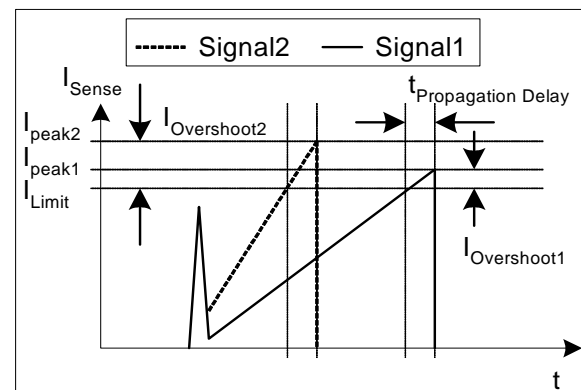 Signal2 Signal1
I_Sense
t_Propagation Delay
I_Overshoot2
I_peak2
I_peak1
I_Limit
I_Overshoot1
t